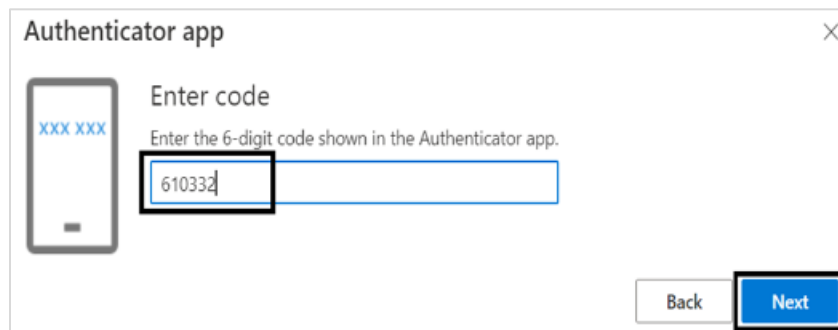 Authenticator app
XXX XXX
Enter code
Enter the 6-digit code shown in the Authenticator app.
610332
Back
Next